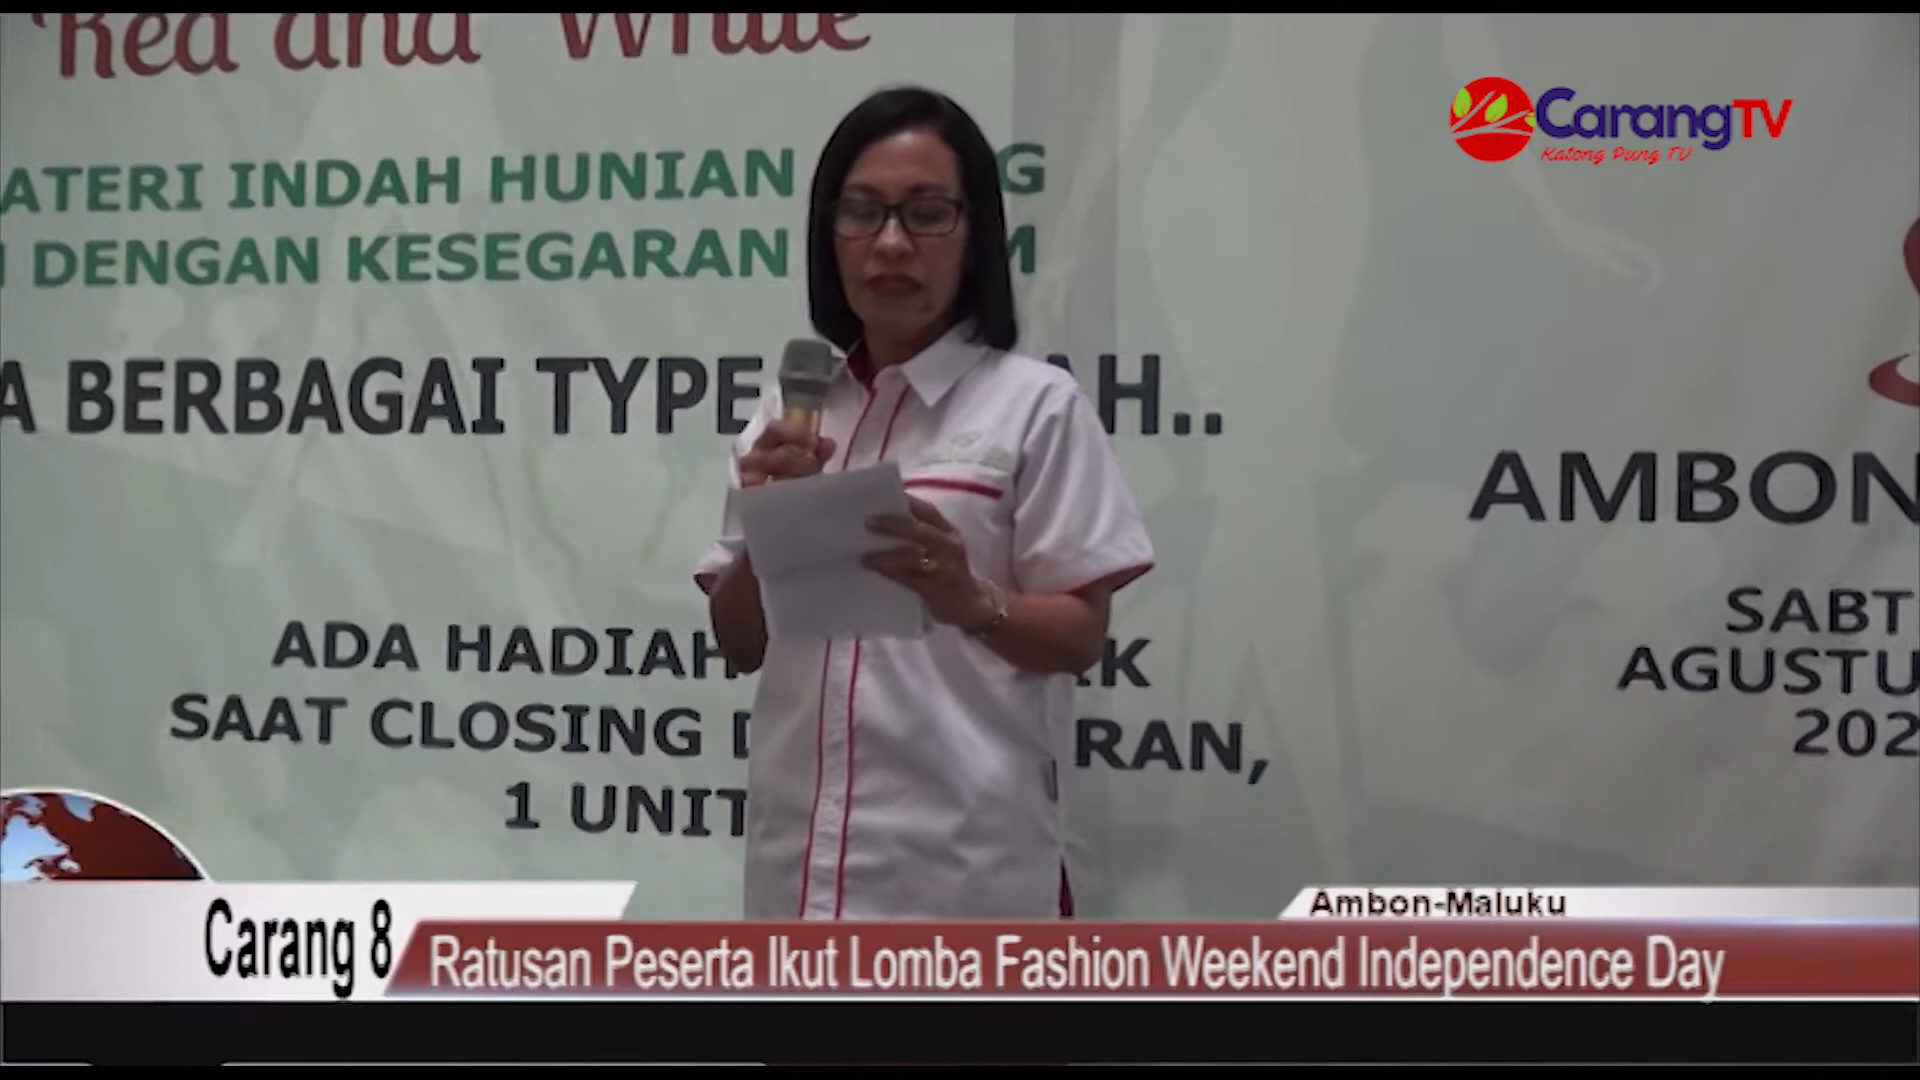 Red and White
CarangTV
Katong Pung TV
ATERI INDAH HUNIAN
G
DENGAN KESEGARAN
M
A BERBAGAI TYPE
AH..
AMBON
ADA HADIAH
K
SAAT CLOSING
RAN,
1 UNIT
SABT
AGUSTU
202
Ambon-Maluku
Carang 8
Ratusan Peserta Ikut Lomba Fashion Weekend Independence Day